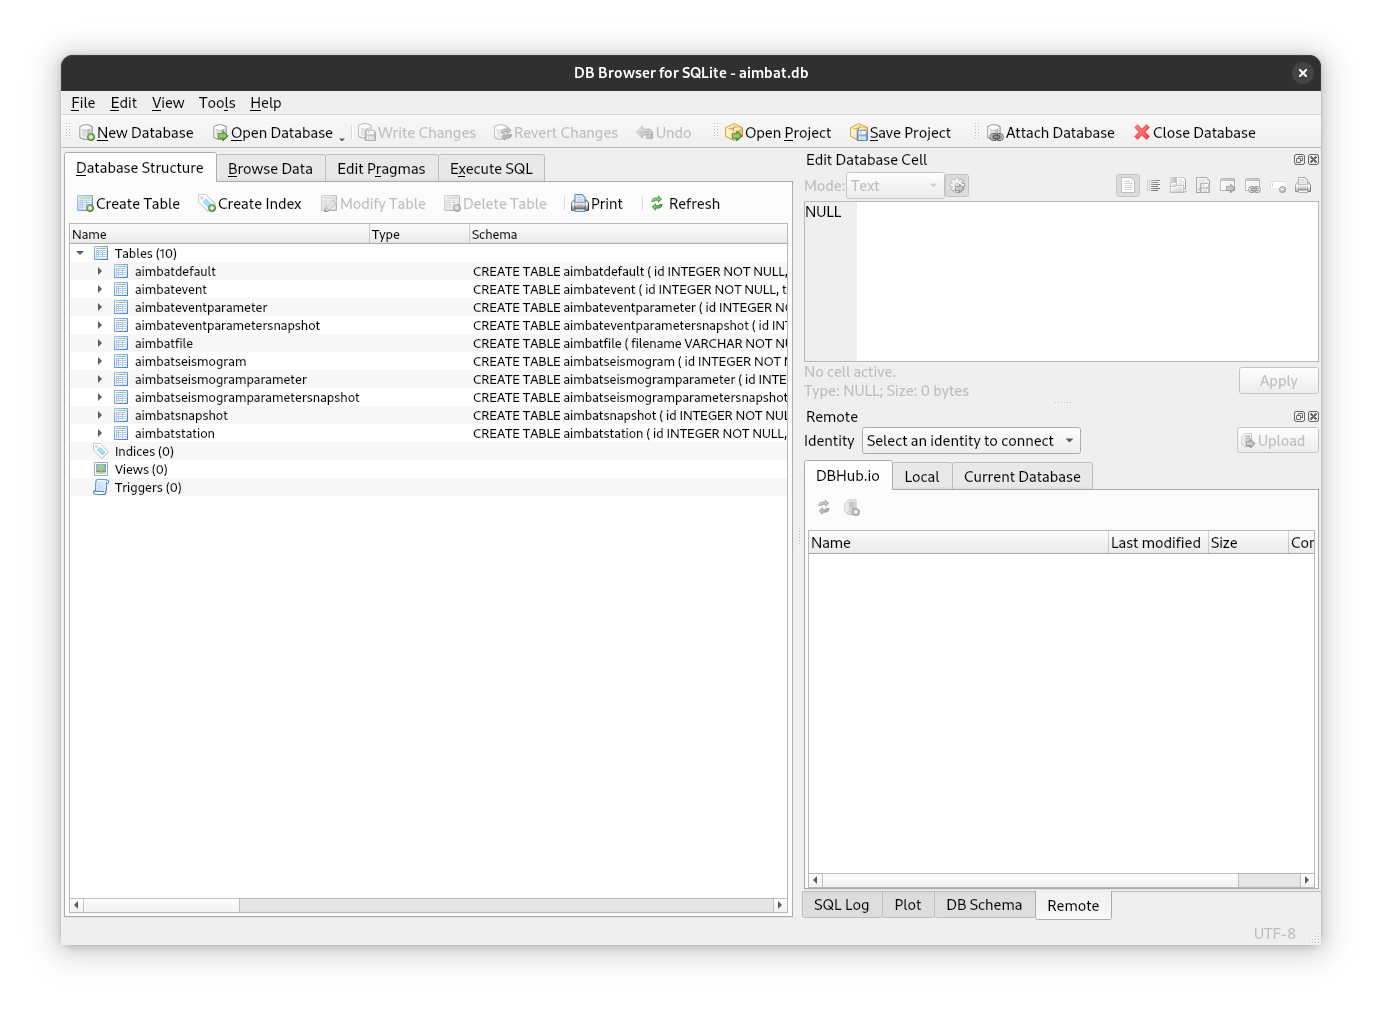 DB Browser for SQLite - aimbat.db
File Edit View Tools Help
New Database Open Database Write Changes Revert Changes Undo Open Project Save Project Attach Database Close Database
Database Structure Browse Data Edit Pragmas Execute SQL
Create Table Create Index Modify Table Delete Table Print Refresh
Name Type Schema
Tables (10)
aimbatdefault CREATE TABLE aimbatdefault ( id INTEGER NOT NULL,
aimbatevent CREATE TABLE aimbatevent ( id INTEGER NOT NULL, t
aimbateventparameter CREATE TABLE aimbateventparameter ( id INTEGER N
aimbateventparametersnapshot CREATE TABLE aimbateventparametersnapshot ( id IN
aimbatfile CREATE TABLE aimbatfile ( filename VARCHAR NOT NU
aimbatseismogram CREATE TABLE aimbatseismogram ( id INTEGER NOT
aimbatseismogramparameter CREATE TABLE aimbatseismogramparameter ( id INTE
aimbatseismogramparametersnapshot CREATE TABLE aimbatseismogramparametersnapshot
aimbatsnapshot CREATE TABLE aimbatsnapshot ( id INTEGER NOT NUL
aimbatstation CREATE TABLE aimbatstation ( id INTEGER NOT NULL,
Indices (0)
Views (0)
Triggers (0)
Edit Database Cell
Mode: Text
NULL
No cell active.
Type: NULL; Size: 0 bytes
Apply
Remote
Identity Select an identity to connect Upload
DBHub.io Local Current Database
Name Last modified Size Cor
SQL Log Plot DB Schema Remote
UTF-8